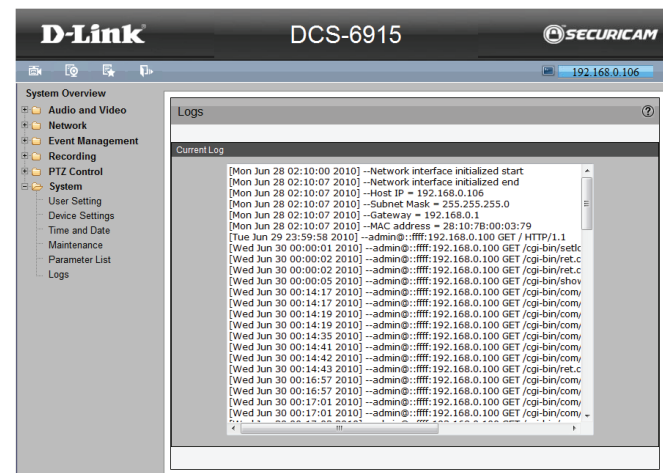 D-Link
DCS-6915
SECURICAM
192.168.0.106
System Overview
Audio and Video
Network
Event Management
Recording
PTZ Control
System
User Setting
Device Settings
Time and Date
Maintenance
Parameter List
Logs
Logs
Current Log
[Mon Jun 28 02:10:00 2010] --Network interface initialized start
[Mon Jun 28 02:10:07 2010] --Network interface initialized end
[Mon Jun 28 02:10:07 2010] --Host IP = 192.168.0.106
[Mon Jun 28 02:10:07 2010] --Subnet Mask = 255.255.255.0
[Mon Jun 28 02:10:07 2010] --Gateway = 192.168.0.1
[Mon Jun 28 02:10:07 2010] --MAC address = 28:10:7B:00:03:79
[Tue Jun 29 23:59:58 2010] --admin@::ffff:192.168.0.100 GET / HTTP/1.1
[Wed Jun 30 00:00:01 2010] --admin@::ffff:192.168.0.100 GET /cgi-bin/setlc
[Wed Jun 30 00:00:02 2010] --admin@::ffff:192.168.0.100 GET /cgi-bin/ret.c
[Wed Jun 30 00:00:02 2010] --admin@::ffff:192.168.0.100 GET /cgi-bin/ret.c
[Wed Jun 30 00:00:05 2010] --admin@::ffff:192.168.0.100 GET /cgi-bin/show
[Wed Jun 30 00:14:17 2010] --admin@::ffff:192.168.0.100 GET /cgi-bin/com/
[Wed Jun 30 00:14:17 2010] --admin@::ffff:192.168.0.100 GET /cgi-bin/com/
[Wed Jun 30 00:14:19 2010] --admin@::ffff:192.168.0.100 GET /cgi-bin/com/
[Wed Jun 30 00:14:19 2010] --admin@::ffff:192.168.0.100 GET /cgi-bin/com/
[Wed Jun 30 00:14:35 2010] --admin@::ffff:192.168.0.100 GET /cgi-bin/com/
[Wed Jun 30 00:14:41 2010] --admin@::ffff:192.168.0.100 GET /cgi-bin/com/
[Wed Jun 30 00:14:42 2010] --admin@::ffff:192.168.0.100 GET /cgi-bin/com/
[Wed Jun 30 00:14:43 2010] --admin@::ffff:192.168.0.100 GET /cgi-bin/ret.c
[Wed Jun 30 00:16:57 2010] --admin@::ffff:192.168.0.100 GET /cgi-bin/com/
[Wed Jun 30 00:16:57 2010] --admin@::ffff:192.168.0.100 GET /cgi-bin/com/
[Wed Jun 30 00:17:01 2010] --admin@::ffff:192.168.0.100 GET /cgi-bin/com/
[Wed Jun 30 00:17:01 2010] --admin@::ffff:192.168.0.100 GET /cgi-bin/com/